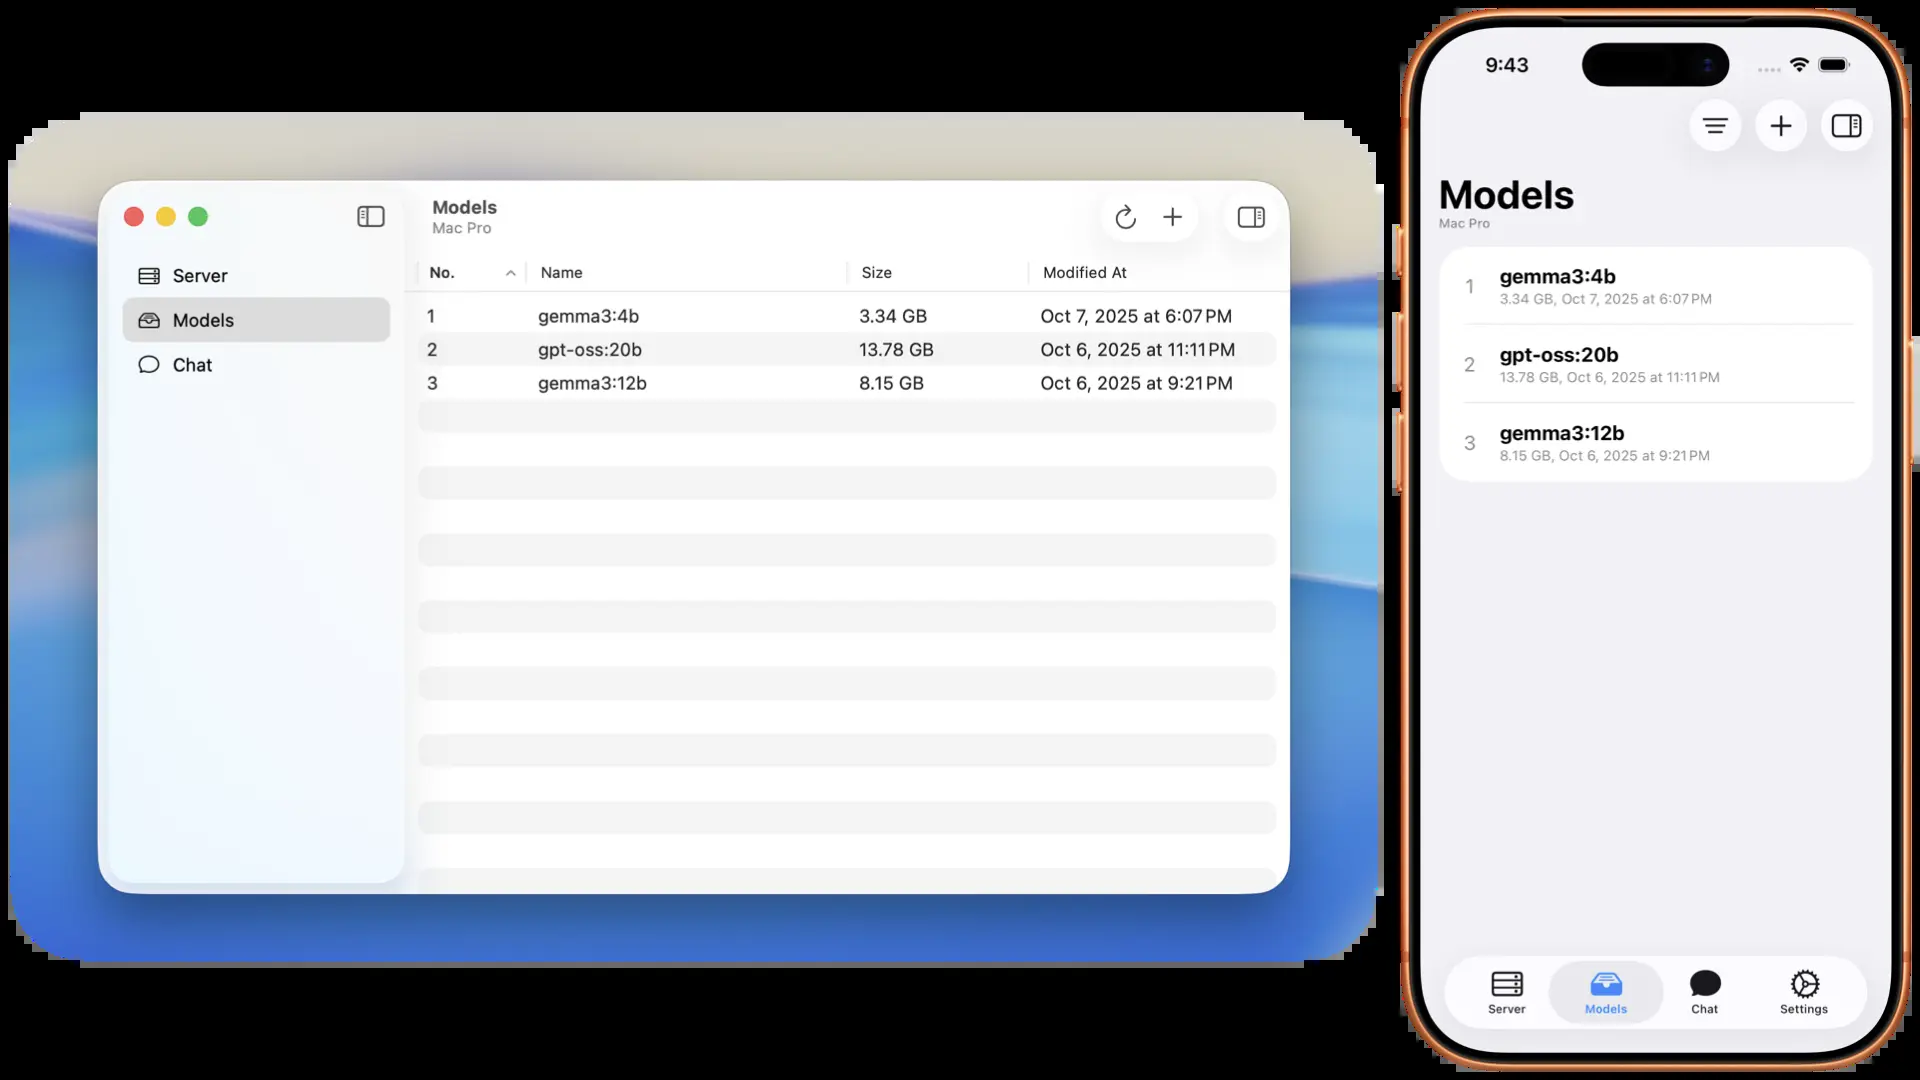 Models
Mac Pro
Server
Models
Chat
No. Name Size Modified At
1 gemma3:4b 3.34 GB Oct 7, 2025 at 6:07 PM
2 gpt-oss:20b 13.78 GB Oct 6, 2025 at 11:11 PM
3 gemma3:12b 8.15 GB Oct 6, 2025 at 9:21 PM
9:43
Models
Mac Pro
1 gemma3:4b
3.34 GB, Oct 7, 2025 at 6:07 PM
2 gpt-oss:20b
13.78 GB, Oct 6, 2025 at 11:11 PM
3 gemma3:12b
8.15 GB, Oct 6, 2025 at 9:21 PM
Server Models Chat Settings